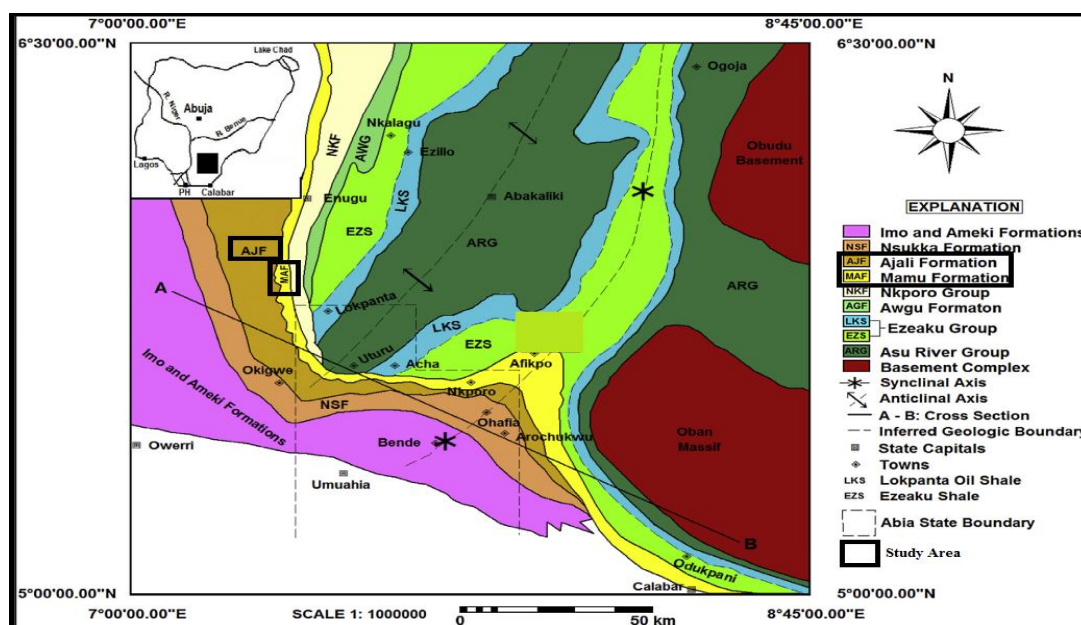 7°00'00.00"E
8°45'00.00"E
6°30'00.00"N
6°30'00.00"N
Lake Chad
R. Niger
Abuja
R. Benue
Lagos
PH
Calabar
Ogoja
Nkalagu
NKF
AWG
Ezillo
Obudu
Basement
N
Enugu
LKS
Abakaliki
EZS
ARG
AJF
MAF
ARG
A
Lokpanta
LKS
EZS
Uturu
Acha
Afikpo
Okigwe
Nkporo
NSF
Ohafia
Imo and Ameki Formations
Arochukwu
Oban
Massif
Owerri
Bende
Umuahia
B
Odukpani
Calabar
EXPLANATION
Imo and Ameki Formations
NSF Nsukka Formation
AJF Ajali Formation
MAF Mamu Formation
NKF Nkporo Group
AGF Awgu Formaton
LKS
Ezeaku Group
EZS
ARG Asu River Group
Basement Complex
Synclinal Axis
Anticlinal Axis
A - B: Cross Section
Inferred Geologic Boundary
State Capitals
Towns
LKS Lokpanta Oil Shale
EZS Ezeaku Shale
Abia State Boundary
Study Area
5°00'00.00"N
6°00'00.00"N
7°00'00.00"E
SCALE 1: 1000000
0
50 km
8°45'00.00"E